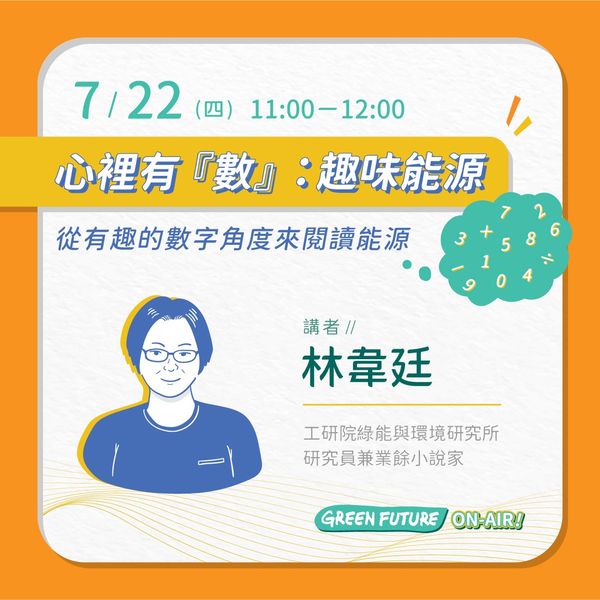 7/22 (四) 11:00－12:00
心裡有『數』：趣味能源
從有趣的數字角度來閱讀能源
7 2
3 + 5 8 6
1 ÷
－ 9 0 4
講者 //
林韋廷
工研院綠能與環境研究所
研究員兼業餘小說家
GREEN FUTURE ON-AIR!